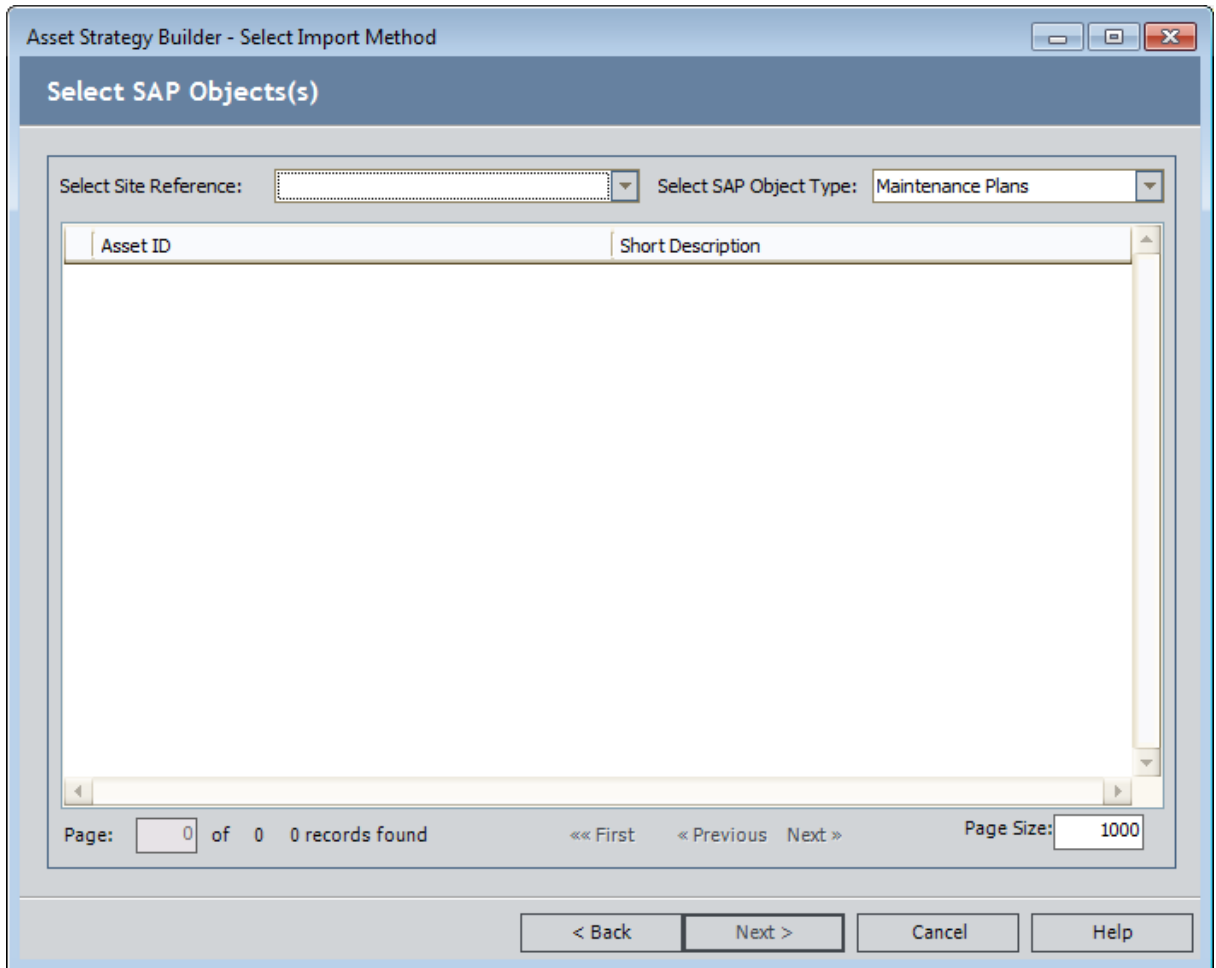 Asset Strategy Builder - Select Import Method
Select SAP Objects(s)
Select Site Reference: Select SAP Object Type: Maintenance Plans
Asset ID Short Description
Page: 0 of 0 0 records found «« First « Previous Next » Page Size: 1000
< Back Next > Cancel Help